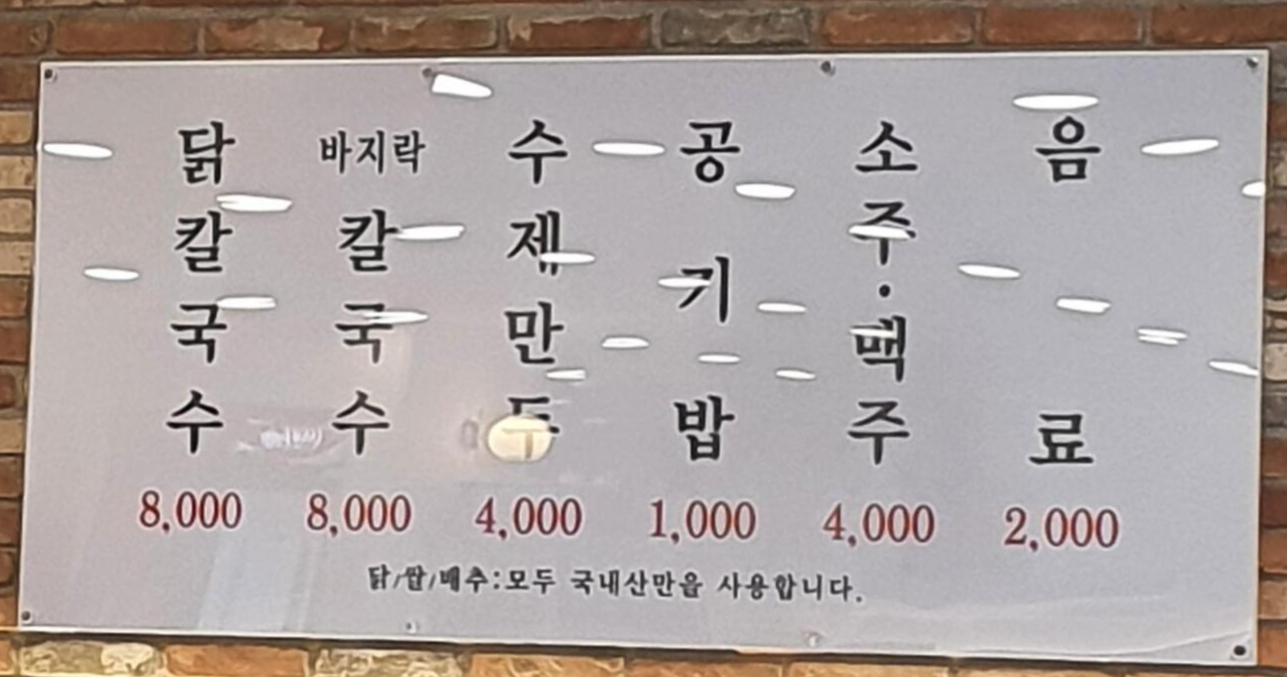 닭칼국수
8,000
바지락
칼국수
8,000
수제만두
4,000
공기밥
1,000
소주·맥주
4,000
음료
2,000
닭/쌀/배추:모두 국내산만을 사용합니다.